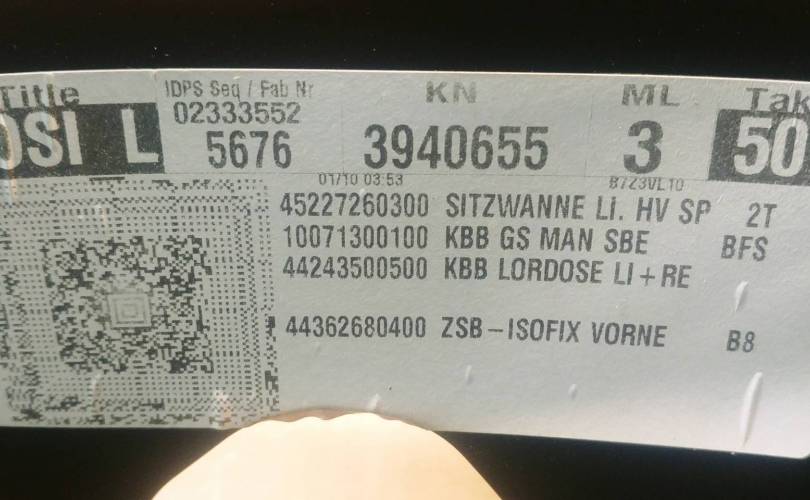 Title IDPS Seq / Fab Nr KN ML Tak
OSI L 02333552 5676 3940655 3 50
01/10 03:53 B7Z3VL10
45227260300 SITZWANNE LI. HV SP 2T
10071300100 KBB GS MAN SBE BFS
44243500500 KBB LORDOSE LI+RE
44362680400 ZSB-ISOFIX VORNE B8